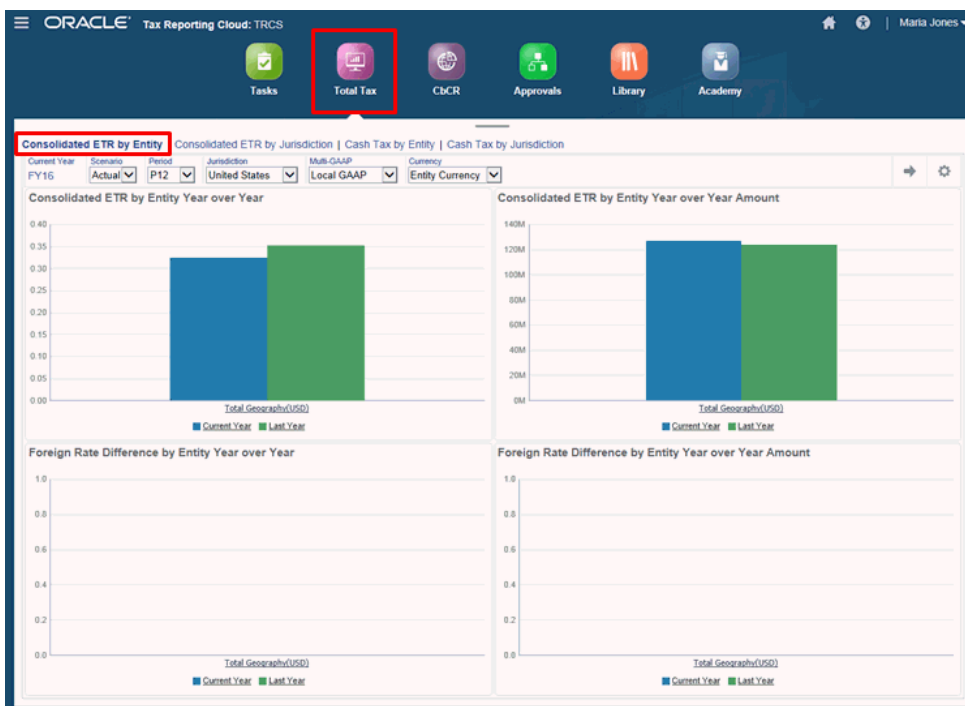 ORACLE Tax Reporting Cloud: TRCS Maria Jones
Tasks Total Tax CbCR Approvals Library Academy
Consolidated ETR by Entity Consolidated ETR by Jurisdiction | Cash Tax by Entity | Cash Tax by Jurisdiction
Current Year Scenario Period Jurisdiction Multi-GAAP Currency
FY16 Actual P12 United States Local GAAP Entity Currency
Consolidated ETR by Entity Year over Year
0.40
0.35
0.30
0.25
0.20
0.15
0.10
0.05
0.00
Total Geography(USD)
Current Year Last Year
Consolidated ETR by Entity Year over Year Amount
140M
120M
100M
80M
60M
40M
20M
0M
Total Geography(USD)
Current Year Last Year
Foreign Rate Difference by Entity Year over Year
1.0
0.8
0.6
0.4
0.2
0.0
Total Geography(USD)
Current Year Last Year
Foreign Rate Difference by Entity Year over Year Amount
1.0
0.8
0.6
0.4
0.2
0.0
Total Geography(USD)
Current Year Last Year